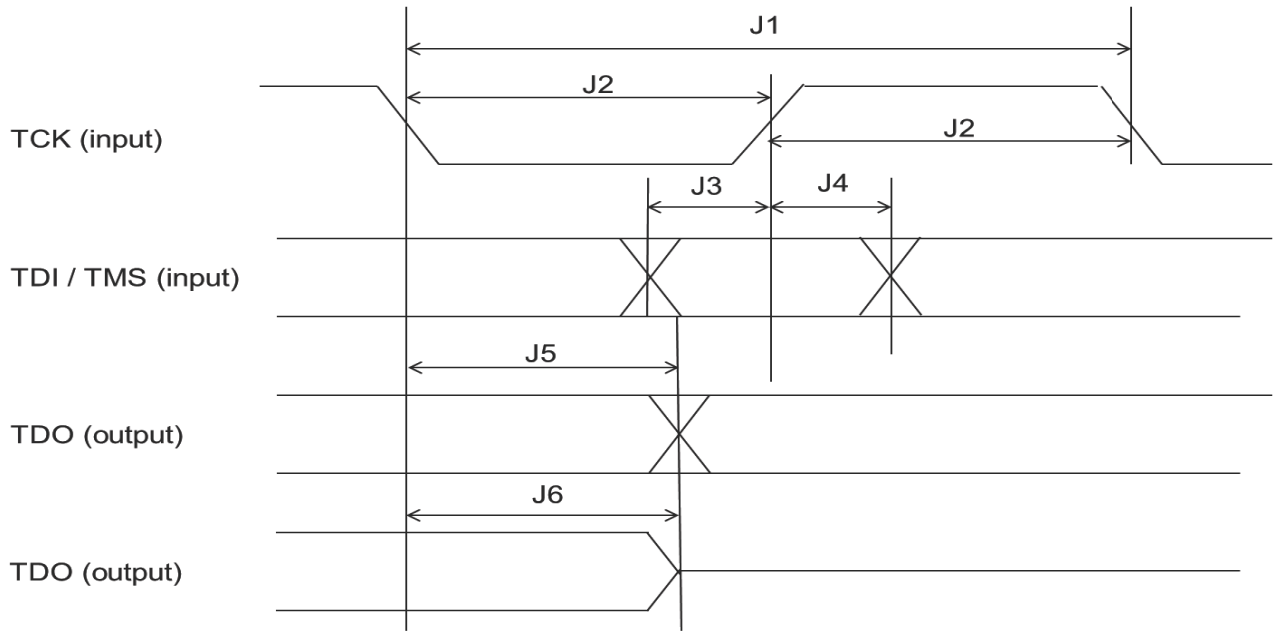 J1
J2
TCK (input)
J2
J3
J4
TDI / TMS (input)
J5
TDO (output)
J6
TDO (output)